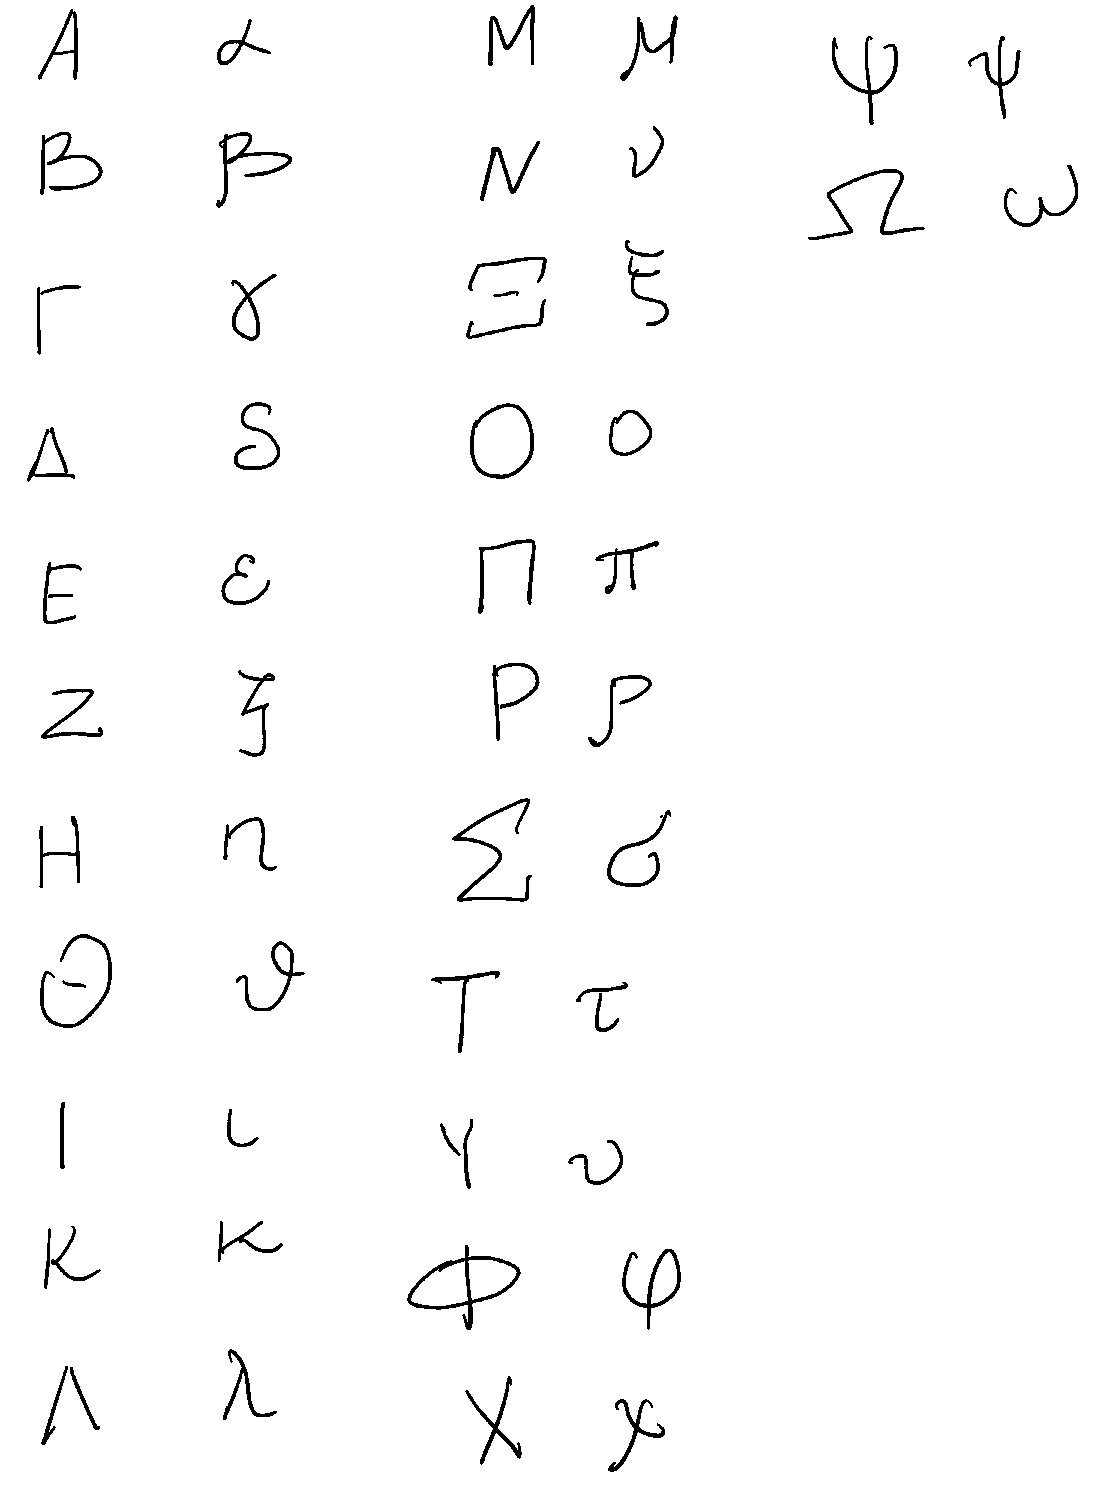 Α α
Β β
Γ γ
Δ δ
Ε ε
Ζ ζ
Η η
Θ ϑ
Ι ι
Κ κ
Λ λ
Μ μ
Ν ν
Ξ ξ
Ο ο
Π π
Ρ ρ
Σ σ
Τ τ
Υ υ
Φ φ
Χ χ
Ψ ψ
Ω ω